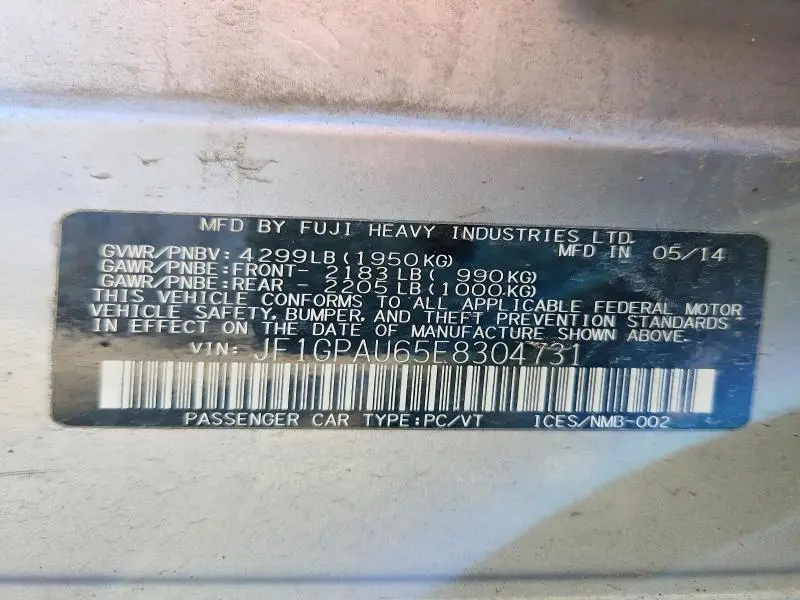 MFD BY FUJI HEAVY INDUSTRIES LTD.
GVWR/PNBV: 4299LB(1950KG) MFD IN 05/14
GAWR/PNBE:FRONT- 2183LB( 990KG)
GAWR/PNBE:REAR - 2205LB(1000KG)
THIS VEHICLE CONFORMS TO ALL APPLICABLE FEDERAL MOTOR
VEHICLE SAFETY, BUMPER, AND THEFT PREVENTION STANDARDS
IN EFFECT ON THE DATE OF MANUFACTURE SHOWN ABOVE.
VIN: JF1GPAU65E8304731
PASSENGER CAR TYPE:PC/VT ICES/NMB-002